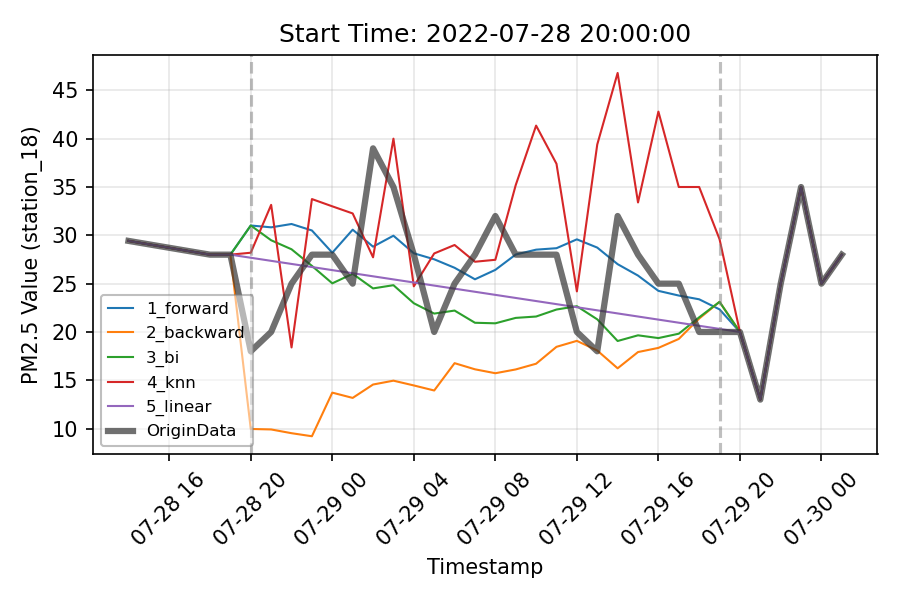 Start Time: 2022-07-28 20:00:00
PM2.5 Value (station_18)
45
40
35
30
25
20
15
10
1_forward
2_backward
3_bi
4_knn
5_linear
OriginData
07-28 16
07-28 20
07-29 00
07-29 04
07-29 08
07-29 12
07-29 16
07-29 20
07-30 00
Timestamp